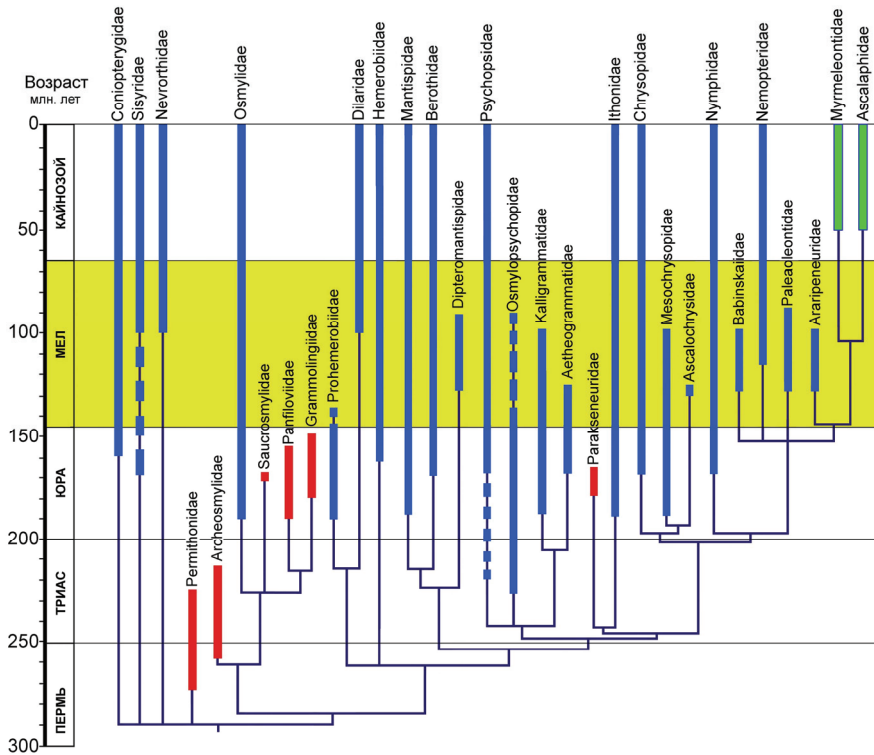 Возраст
млн. лет
0
50
100
150
200
250
300
КАЙНОЗОЙ
МЕЛ
ЮРА
ТРИАС
ПЕРМЬ
Coniopterygidae
Sisyridae
Nevrorthidae
Permithonidae
Archeosmylidae
Osmylidae
Saucrosmylidae
Panfiloviidae
Grammolingiidae
Prohemerobiidae
Dilaridae
Hemerobiidae
Mantispidae
Berothidae
Dipteromantispidae
Psychopsidae
Osmylopsychopidae
Kalligrammatidae
Aetheogrammatidae
Parakseneuridae
Ithonidae
Chrysopidae
Mesochrysopidae
Ascalochrysidae
Nymphidae
Babinskaiidae
Nemopteridae
Paleaoleontidae
Araripeneuridae
Myrmeleontidae
Ascalaphidae